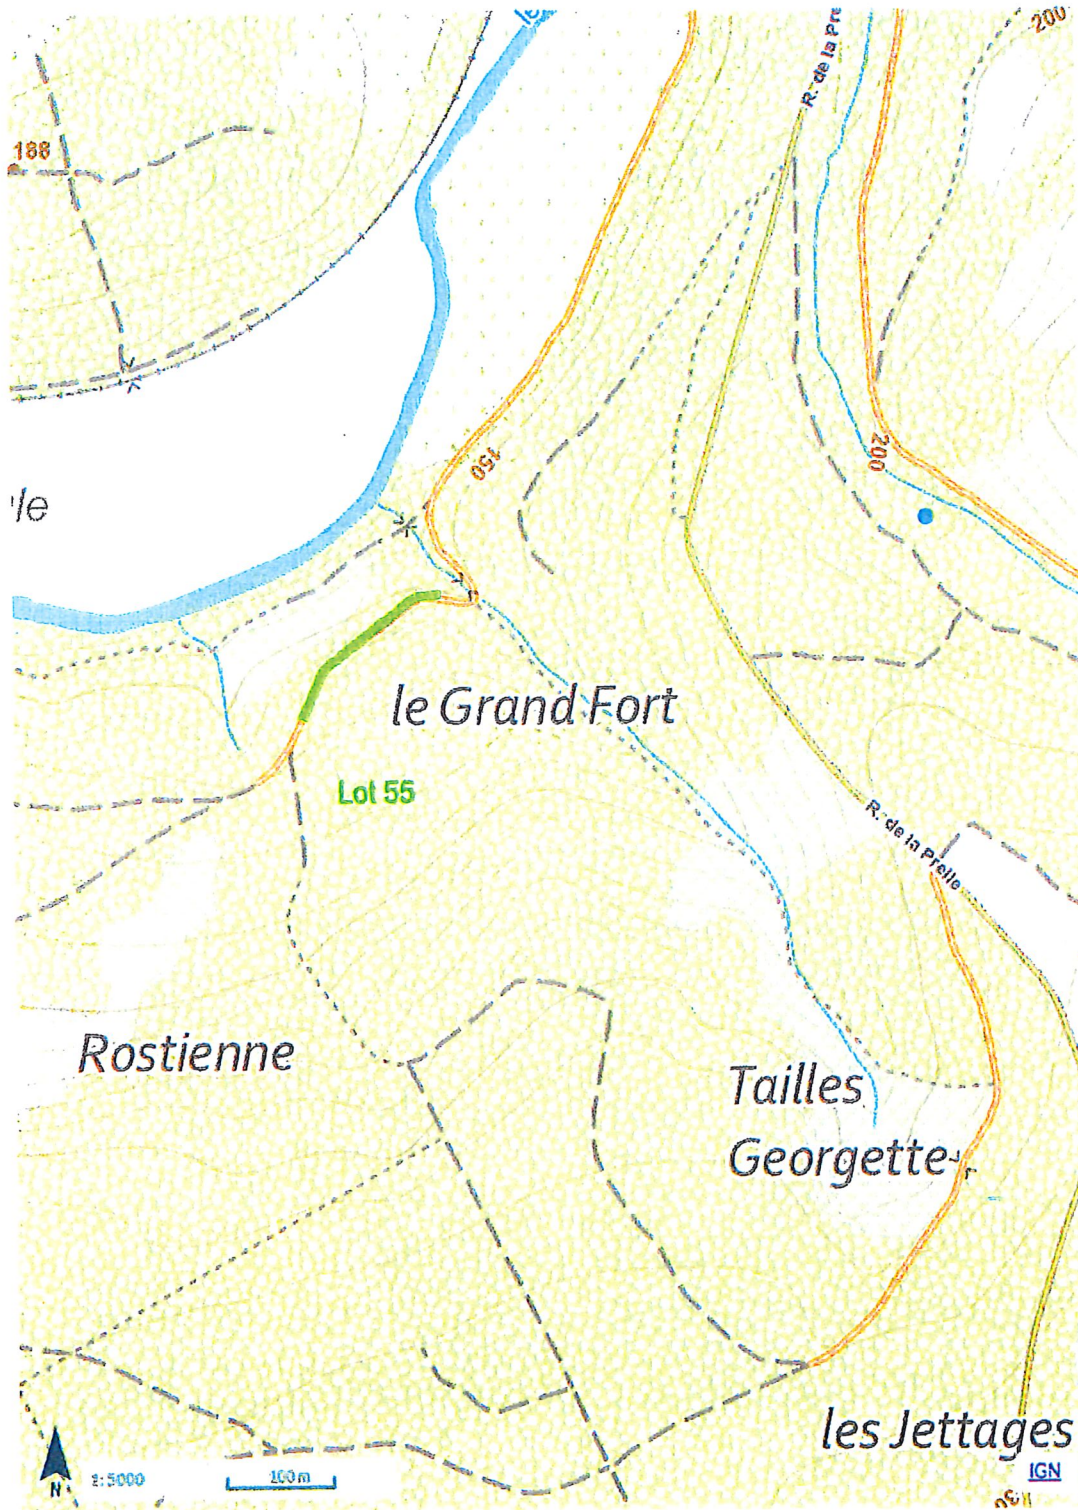 200
R. de la Pre
188
150
200
le
le Grand Fort
Lot 55
R. de la Prelle
Rostienne
Tailles
Georgette
les Jettages
N
1:5000
100 m
IGN